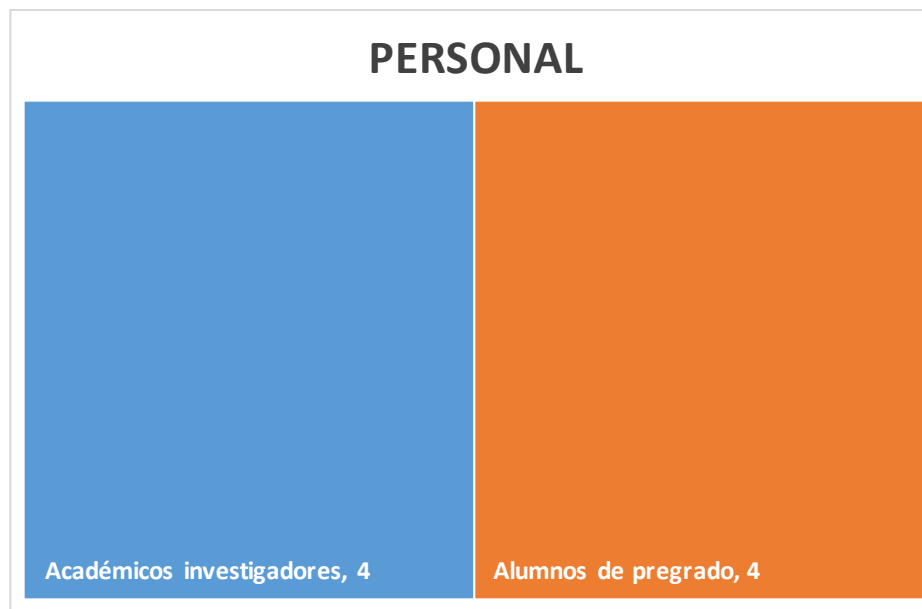 PERSONAL
Académicos investigadores, 4
Alumnos de pregrado, 4